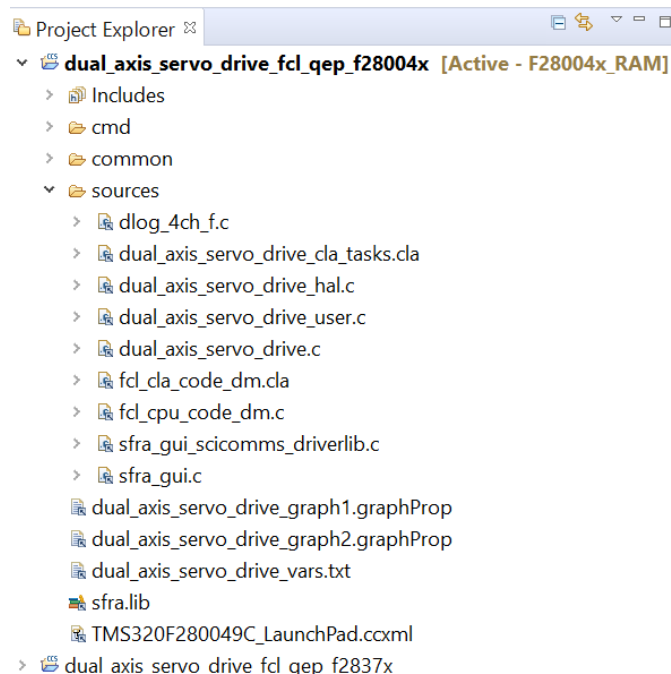 Project Explorer
dual_axis_servo_drive_fcl_qep_f28004x [Active - F28004x_RAM]
Includes
cmd
common
sources
dlog_4ch_f.c
dual_axis_servo_drive_cla_tasks.cla
dual_axis_servo_drive_hal.c
dual_axis_servo_drive_user.c
dual_axis_servo_drive.c
fcl_cla_code_dm.cla
fcl_cpu_code_dm.c
sfra_gui_scicomms_driverlib.c
sfra_gui.c
dual_axis_servo_drive_graph1.graphProp
dual_axis_servo_drive_graph2.graphProp
dual_axis_servo_drive_vars.txt
sfra.lib
TMS320F280049C_LaunchPad.ccxml
dual_axis_servo_drive_fcl_qep_f2837x